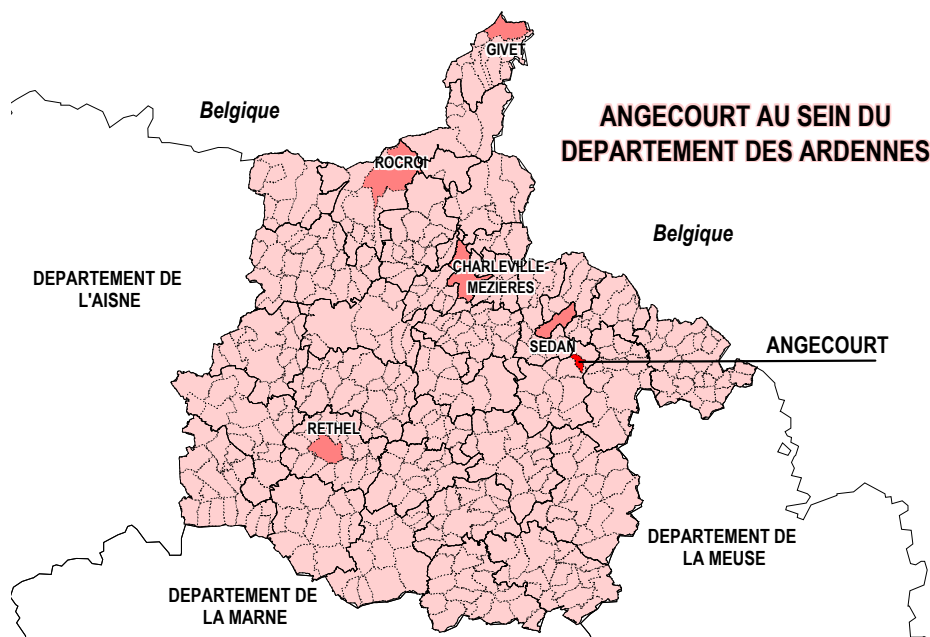 GIVET
Belgique
ANGECOURT AU SEIN DU
DEPARTEMENT DES ARDENNES
ROCROI
Belgique
DEPARTEMENT DE
L'AISNE
CHARLEVILLE-
MEZIERES
SEDAN
ANGECOURT
RETHEL
DEPARTEMENT DE
LA MEUSE
DEPARTEMENT DE
LA MARNE